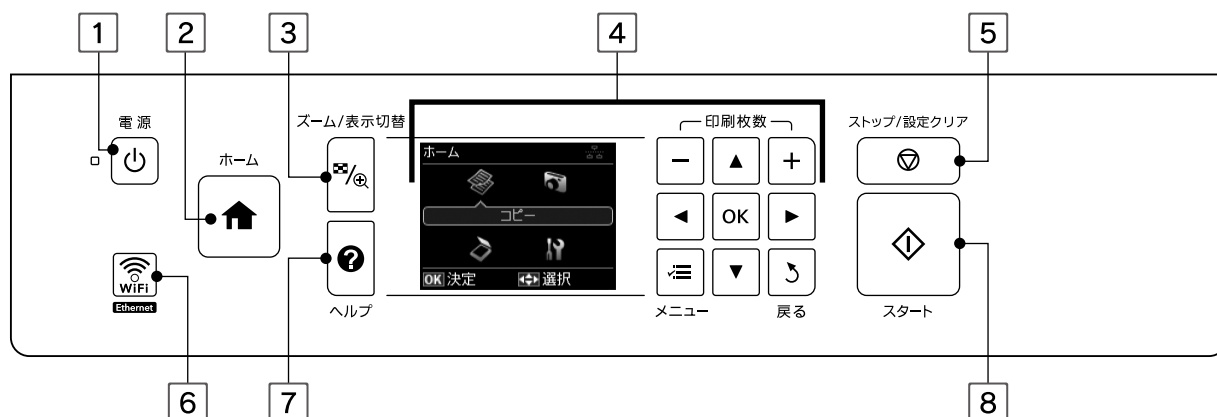 1
2
3
4
5
電源
ホーム
ズーム/表示切替
印刷枚数
ストップ/設定クリア
ホーム
コピー
OK 決定
選択
OK
WiFi
Ethernet
ヘルプ
メニュー
戻る
スタート
6
7
8